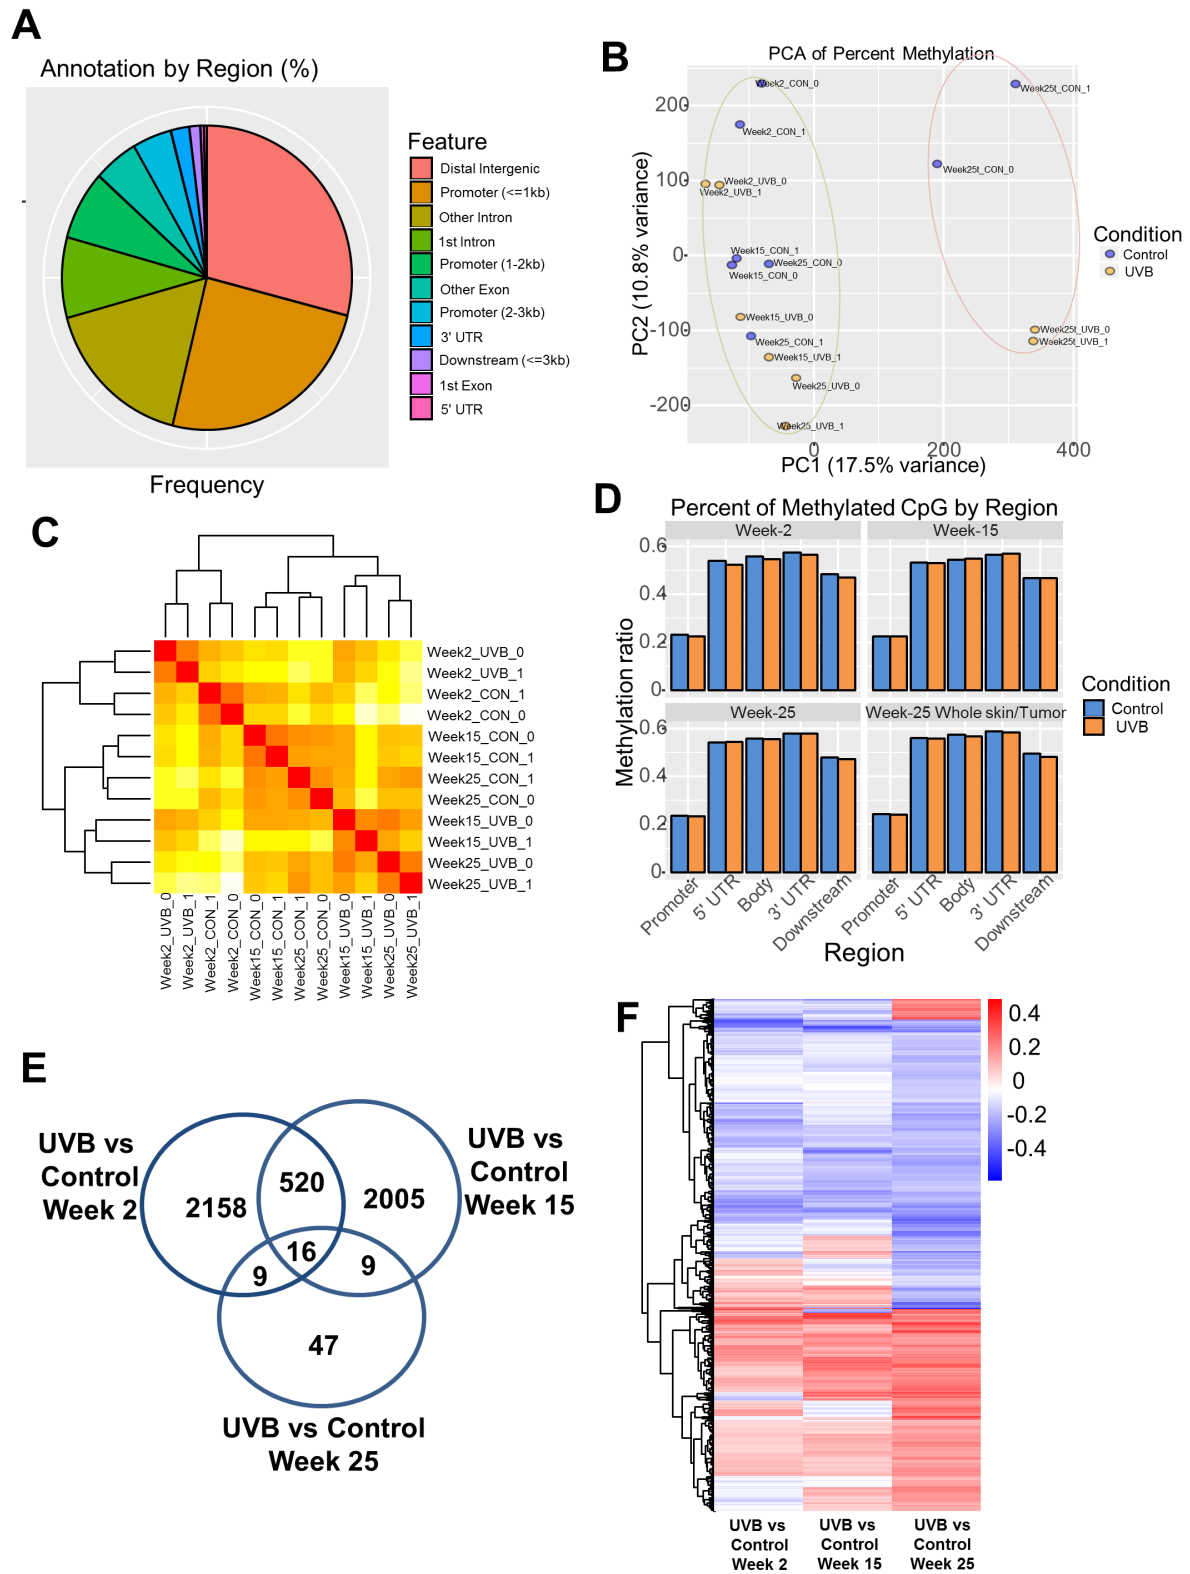 A
Annotation by Region (%)
Frequency
Feature
Distal Intergenic
Promoter (<=1kb)
Other Intron
1st Intron
Promoter (1-2kb)
Other Exon
Promoter (2-3kb)
3' UTR
Downstream (<=3kb)
1st Exon
5' UTR
B
PCA of Percent Methylation
PC2 (10.8% variance)
200
100
0
-100
-200
Week2_CON_0
Week2_CON_1
Week2_UVB_0
Week2_UVB_1
Week15_CON_1
Week25_CON_0
Week15_CON_0
Week15_UVB_0
Week25_CON_1
Week15_UVB_1
Week25_UVB_0
Week25_UVB_1
Week25t_CON_1
Week25t_CON_0
Week25t_UVB_0
Week25t_UVB_1
0
200
400
PC1 (17.5% variance)
Condition
Control
UVB
C
Week2_UVB_0
Week2_UVB_1
Week2_CON_1
Week2_CON_0
Week15_CON_0
Week15_CON_1
Week25_CON_1
Week25_CON_0
Week15_UVB_0
Week15_UVB_1
Week25_UVB_0
Week25_UVB_1
Week2_UVB_0
Week2_UVB_1
Week2_CON_1
Week2_CON_0
Week15_CON_0
Week15_CON_1
Week25_CON_1
Week25_CON_0
Week15_UVB_0
Week15_UVB_1
Week25_UVB_0
Week25_UVB_1
D
Percent of Methylated CpG by Region
Week-2
Week-15
0.6
0.4
0.2
0
Week-25
Week-25 Whole skin/Tumor
0.6
0.4
0.2
0
Methylation ratio
Promoter
5' UTR
Body
3' UTR
Downstream
Promoter
5' UTR
Body
3' UTR
Downstream
Region
Condition
Control
UVB
E
UVB vs
Control
Week 2
UVB vs
Control
Week 15
2158
520
2005
16
9
9
47
UVB vs Control
Week 25
F
0.4
0.2
0
-0.2
-0.4
UVB vs
Control
Week 2
UVB vs
Control
Week 15
UVB vs
Control
Week 25